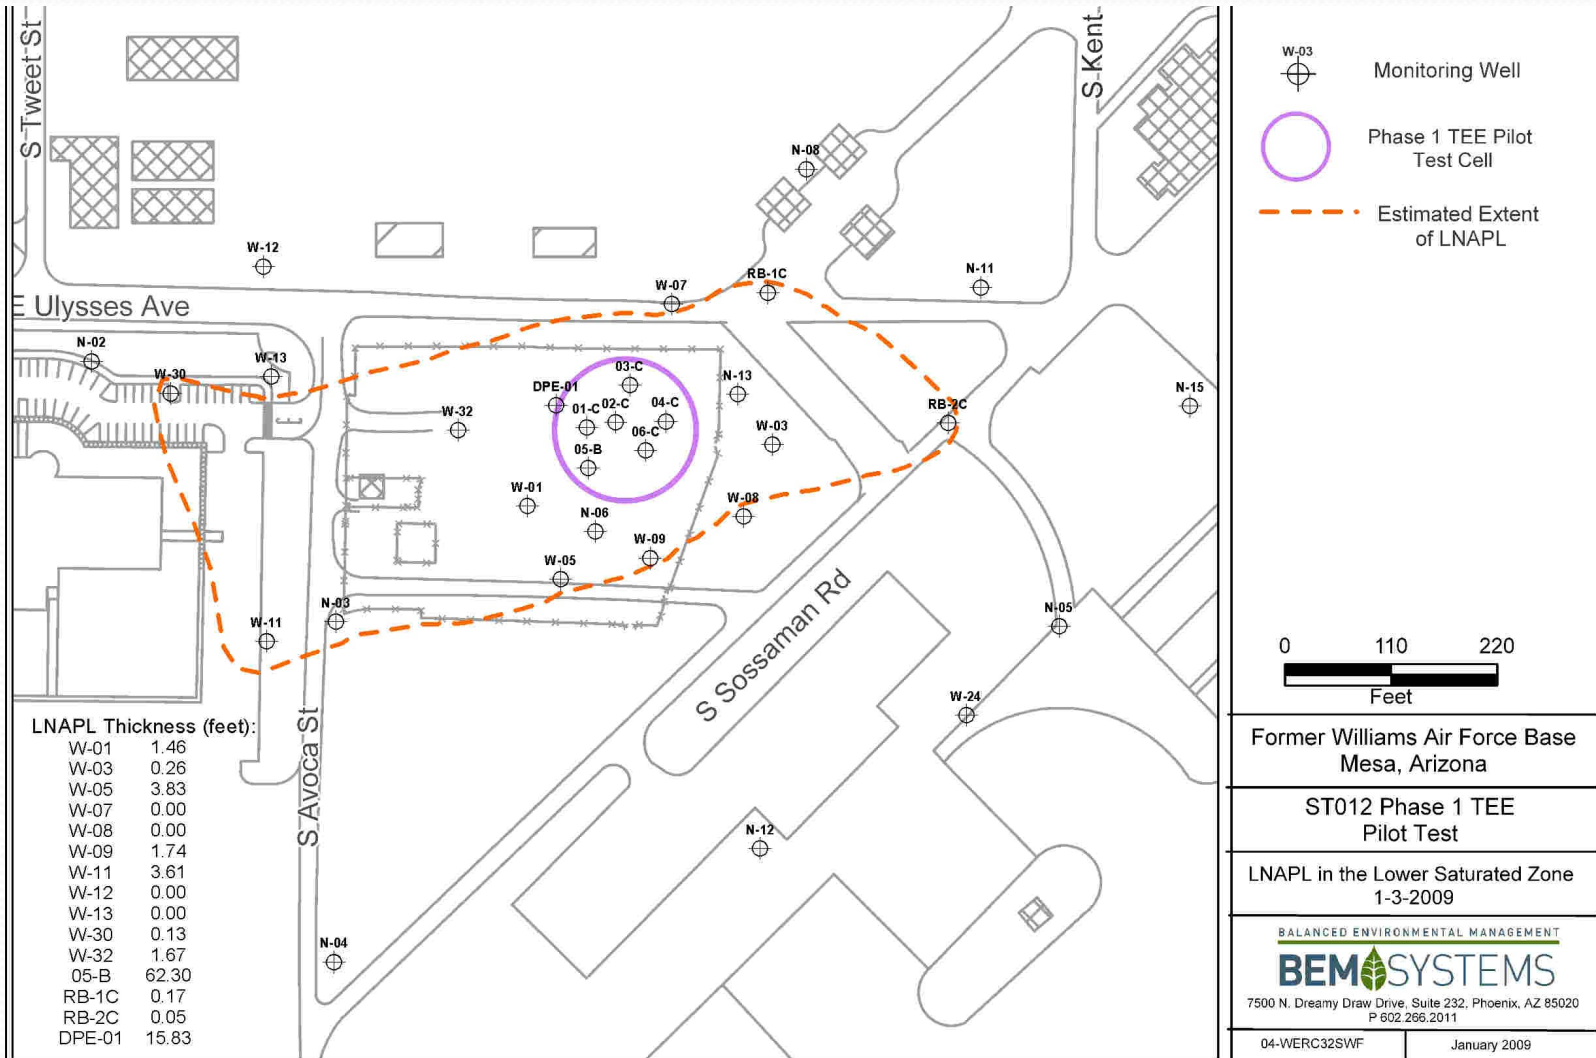 S Tweet St
S Kent
N-08
W-12
W-07
RB-1C
N-11
E Ulysses Ave
N-02
W-13
W-30
03-C
N-13
N-15
DPE-01
02-C
04-C
01-C
RB-2C
W-32
W-03
06-C
05-B
W-01
W-08
N-06
W-09
W-05
N-03
N-05
W-11
S Sossaman Rd
W-24
S Avoca St
N-12
N-04
LNAPL Thickness (feet):
W-01 1.46
W-03 0.26
W-05 3.83
W-07 0.00
W-08 0.00
W-09 1.74
W-11 3.61
W-12 0.00
W-13 0.00
W-30 0.13
W-32 1.67
05-B 62.30
RB-1C 0.17
RB-2C 0.05
DPE-01 15.83
W-03
Monitoring Well
Phase 1 TEE Pilot
Test Cell
Estimated Extent
of LNAPL
0 110 220
Feet
Former Williams Air Force Base
Mesa, Arizona
ST012 Phase 1 TEE
Pilot Test
LNAPL in the Lower Saturated Zone
1-3-2009
BALANCED ENVIRONMENTAL MANAGEMENT
BEM SYSTEMS
7500 N. Dreamy Draw Drive, Suite 232, Phoenix, AZ 85020
P 602.266.2011
04-WERC32SWF
January 2009